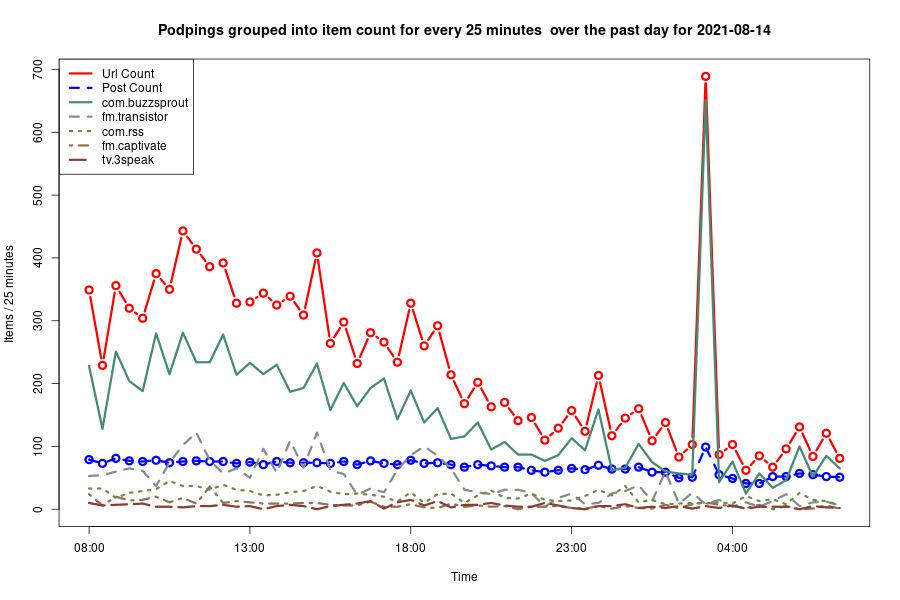 Podpings grouped into item count for every 25 minutes  over the past day for 2021-08-14
Url Count
Post Count
com.buzzsprout
fm.transistor
com.rss
fm.captivate
tv.3speak
Items / 25 minutes
700
600
500
400
300
200
100
0
08:00
13:00
18:00
23:00
04:00
Time